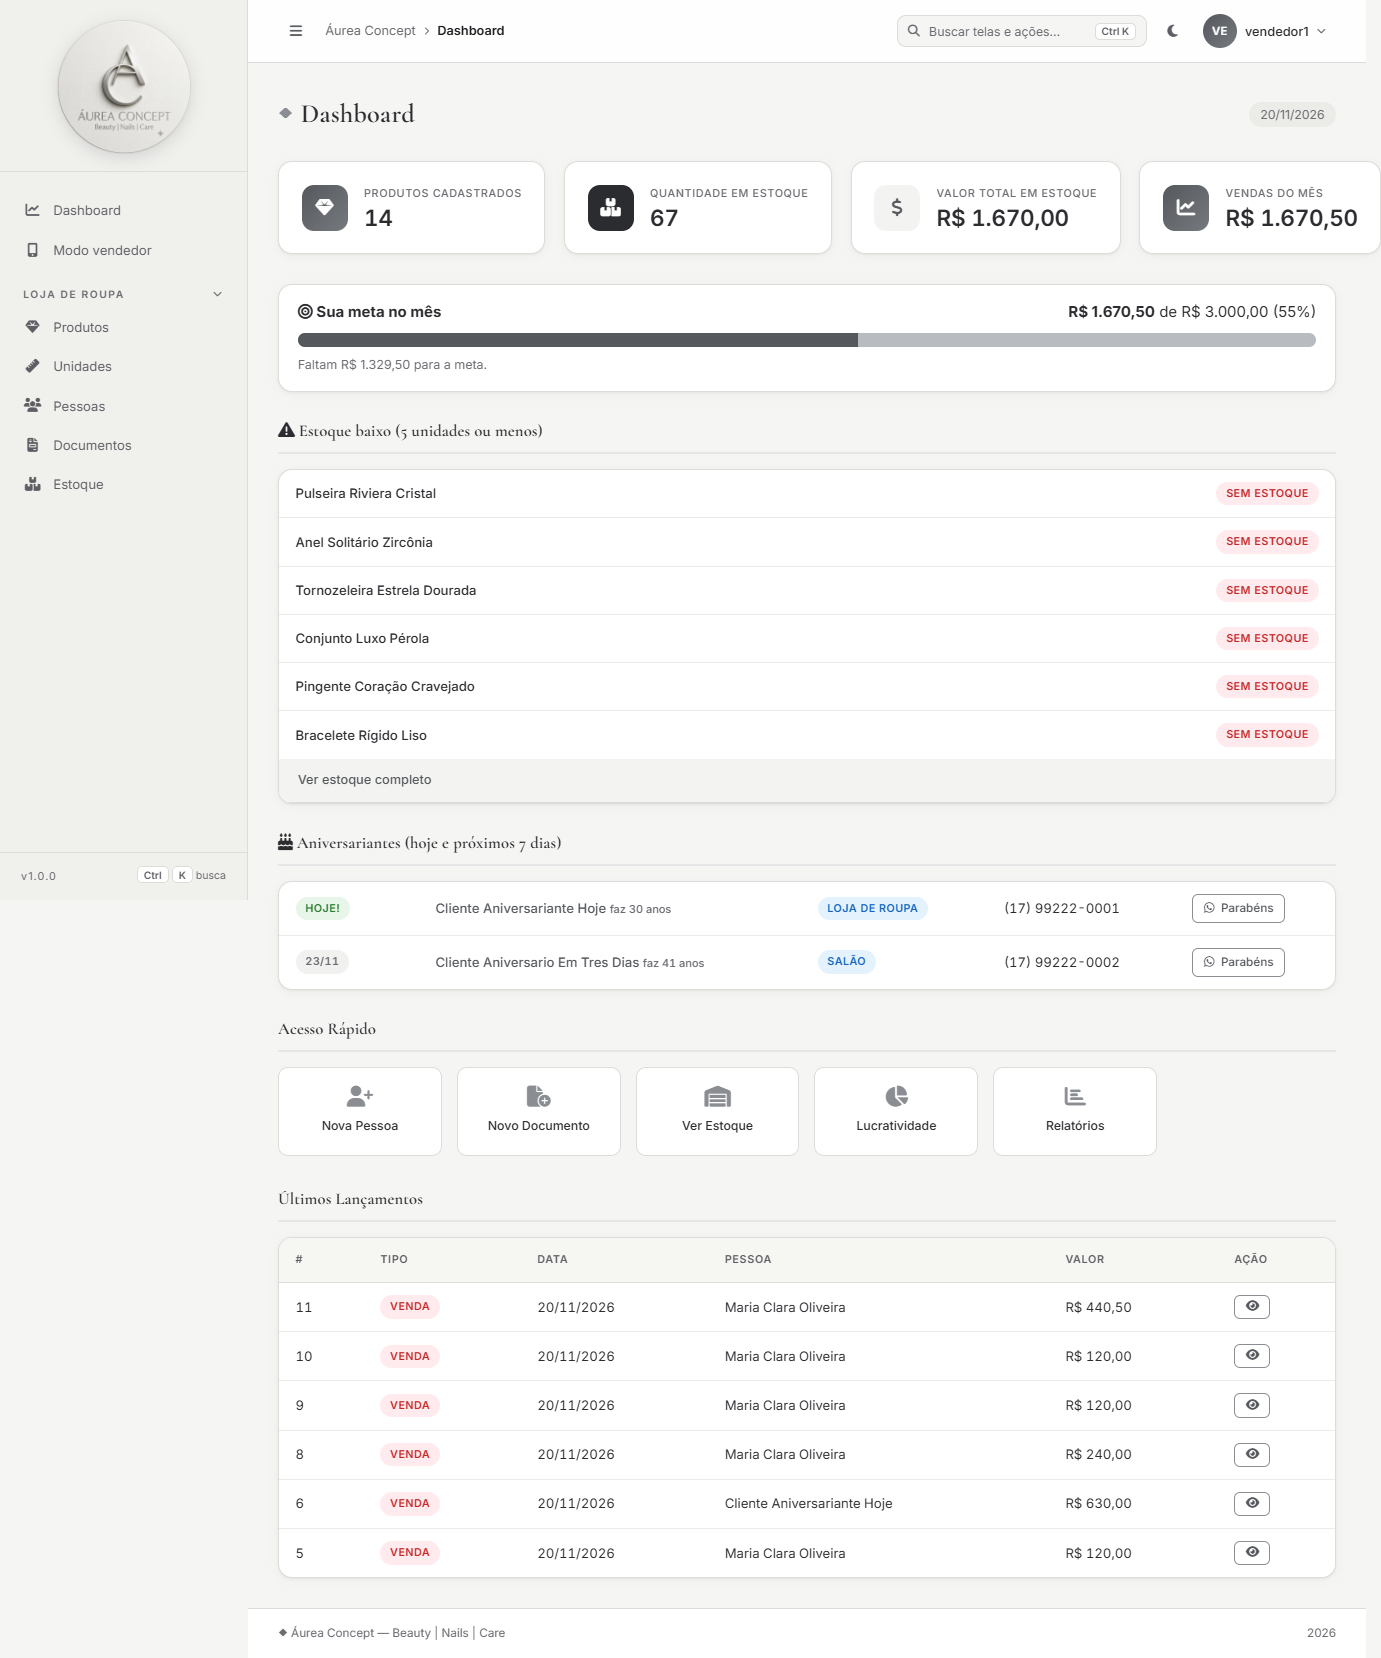 ÁUREA CONCEPT
Beauty | Nails | Care
Áurea Concept › Dashboard
Buscar telas e ações... Ctrl K
VE vendedor1
Dashboard
Modo vendedor
LOJA DE ROUPA
Produtos
Unidades
Pessoas
Documentos
Estoque
v1.0.0 Ctrl K busca
Dashboard 20/11/2026
PRODUTOS CADASTRADOS
14
QUANTIDADE EM ESTOQUE
67
VALOR TOTAL EM ESTOQUE
R$ 1.670,00
VENDAS DO MÊS
R$ 1.670,50
Sua meta no mês R$ 1.670,50 de R$ 3.000,00 (55%)
Faltam R$ 1.329,50 para a meta.
Estoque baixo (5 unidades ou menos)
Pulseira Riviera Cristal SEM ESTOQUE
Anel Solitário Zircônia SEM ESTOQUE
Tornozeleira Estrela Dourada SEM ESTOQUE
Conjunto Luxo Pérola SEM ESTOQUE
Pingente Coração Cravejado SEM ESTOQUE
Bracelete Rígido Liso SEM ESTOQUE
Ver estoque completo
Aniversariantes (hoje e próximos 7 dias)
HOJE! Cliente Aniversariante Hoje faz 30 anos LOJA DE ROUPA (17) 99222-0001 Parabéns
23/11 Cliente Aniversario Em Tres Dias faz 41 anos SALÃO (17) 99222-0002 Parabéns
Acesso Rápido
Nova Pessoa
Novo Documento
Ver Estoque
Lucratividade
Relatórios
Últimos Lançamentos
# TIPO DATA PESSOA VALOR AÇÃO
11 VENDA 20/11/2026 Maria Clara Oliveira R$ 440,50
10 VENDA 20/11/2026 Maria Clara Oliveira R$ 120,00
9 VENDA 20/11/2026 Maria Clara Oliveira R$ 120,00
8 VENDA 20/11/2026 Maria Clara Oliveira R$ 240,00
6 VENDA 20/11/2026 Cliente Aniversariante Hoje R$ 630,00
5 VENDA 20/11/2026 Maria Clara Oliveira R$ 120,00
Áurea Concept — Beauty | Nails | Care 2026